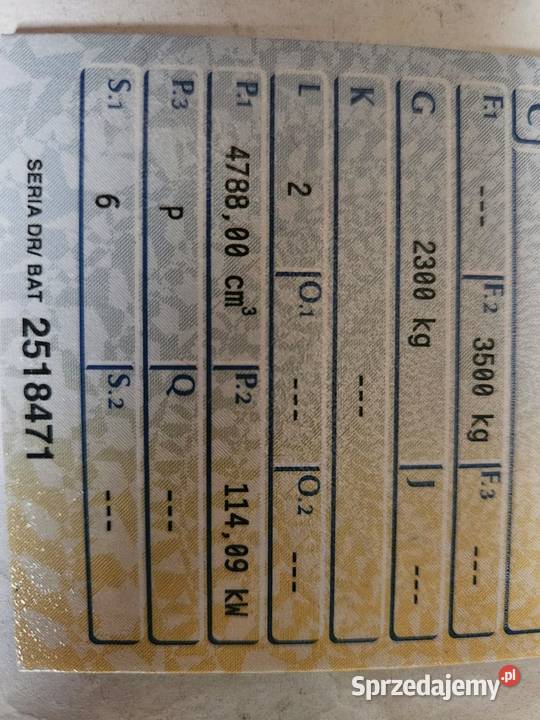 C
F.1 --- F.2 3500 kg F.3 ---
G 2300 kg J ---
K ---
L 2 O.1 --- O.2 ---
P.1 4788,00 cm³ P.2 114,09 kW
P.3 P Q ---
S.1 6 S.2 ---
SERIA DR/ BAT 2518471
Sprzedajemy.pl